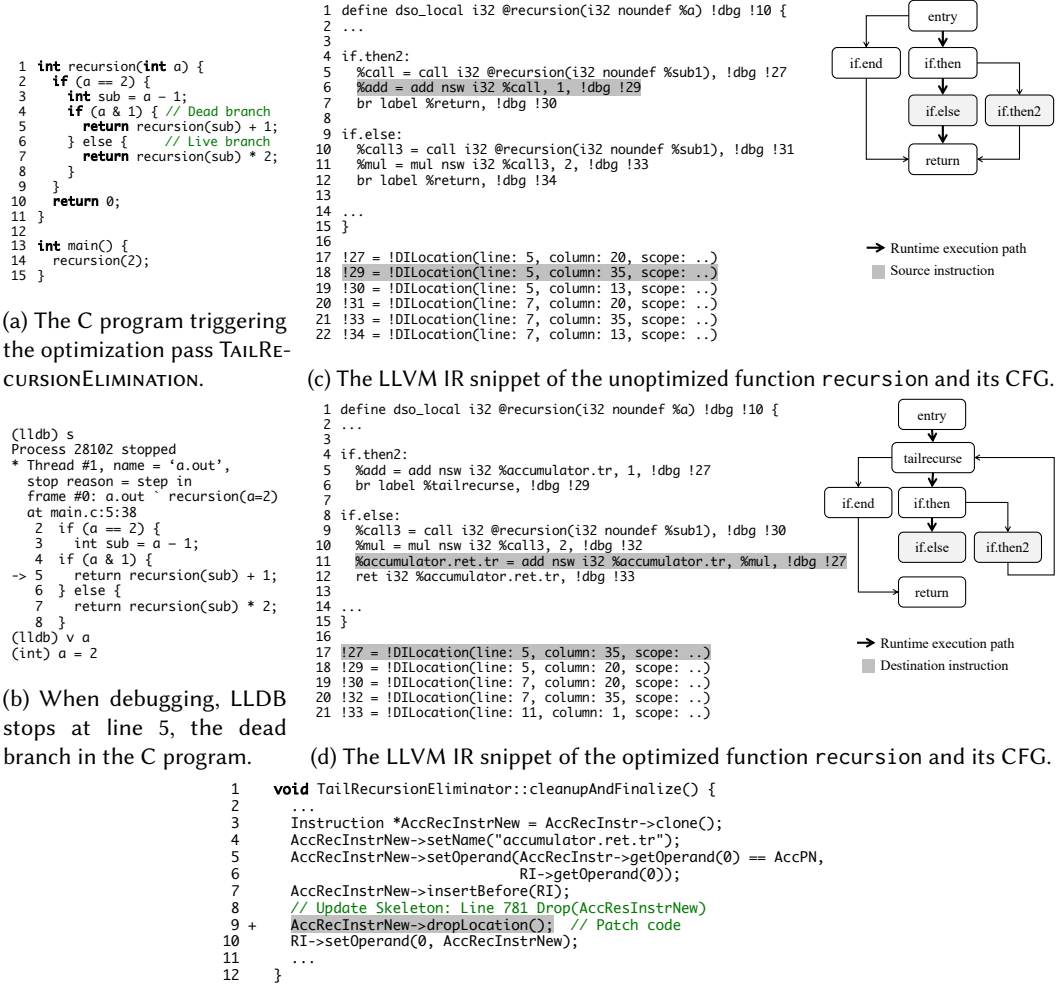 1 int recursion(int a) {
2 if (a == 2) {
3 int sub = a - 1;
4 if (a & 1) { // Dead branch
5 return recursion(sub) + 1;
6 } else { // Live branch
7 return recursion(sub) * 2;
8 }
9 }
10 return 0;
11 }
12
13 int main() {
14 recursion(2);
15 }
(a) The C program triggering
the optimization pass TAILRE-
CURSIONELIMINATION.
(lldb) s
Process 28102 stopped
* Thread #1, name = ‘a.out’,
stop reason = step in
frame #0: a.out ` recursion(a=2)
at main.c:5:38
2 if (a == 2) {
3 int sub = a - 1;
4 if (a & 1) {
-> 5 return recursion(sub) + 1;
6 } else {
7 return recursion(sub) * 2;
8 }
(lldb) v a
(int) a = 2
(b) When debugging, LLDB
stops at line 5, the dead
branch in the C program.
1 define dso_local i32 @recursion(i32 noundef %a) !dbg !10 {
2 ...
3
4 if.then2:
5 %call = call i32 @recursion(i32 noundef %sub1), !dbg !27
6 %add = add nsw i32 %call, 1, !dbg !29
7 br label %return, !dbg !30
8
9 if.else:
10 %call3 = call i32 @recursion(i32 noundef %sub1), !dbg !31
11 %mul = mul nsw i32 %call3, 2, !dbg !33
12 br label %return, !dbg !34
13
14 ...
15 }
16
17 !27 = !DILocation(line: 5, column: 20, scope: ..)
18 !29 = !DILocation(line: 5, column: 35, scope: ..)
19 !30 = !DILocation(line: 5, column: 13, scope: ..)
20 !31 = !DILocation(line: 7, column: 20, scope: ..)
21 !33 = !DILocation(line: 7, column: 35, scope: ..)
22 !34 = !DILocation(line: 7, column: 13, scope: ..)
entry
if.end
if.then
if.else
if.then2
return
Runtime execution path
Source instruction
(c) The LLVM IR snippet of the unoptimized function recursion and its CFG.
1 define dso_local i32 @recursion(i32 noundef %a) !dbg !10 {
2 ...
3
4 if.then2:
5 %add = add nsw i32 %accumulator.tr, 1, !dbg !27
6 br label %tailrecurse, !dbg !29
7
8 if.else:
9 %call3 = call i32 @recursion(i32 noundef %sub1), !dbg !30
10 %mul = mul nsw i32 %call3, 2, !dbg !32
11 %accumulator.ret.tr = add nsw i32 %accumulator.tr, %mul, !dbg !27
12 ret i32 %accumulator.ret.tr, !dbg !33
13
14 ...
15 }
16
17 !27 = !DILocation(line: 5, column: 35, scope: ..)
18 !29 = !DILocation(line: 5, column: 20, scope: ..)
19 !30 = !DILocation(line: 7, column: 20, scope: ..)
20 !32 = !DILocation(line: 7, column: 35, scope: ..)
21 !33 = !DILocation(line: 11, column: 1, scope: ..)
entry
tailrecurse
if.end
if.then
if.else
if.then2
return
Runtime execution path
Destination instruction
(d) The LLVM IR snippet of the optimized function recursion and its CFG.
1 void TailRecursionEliminator::cleanupAndFinalize() {
2 ...
3 Instruction *AccRecInstrNew = AccRecInstr->clone();
4 AccRecInstrNew->setName("accumulator.ret.tr");
5 AccRecInstrNew->setOperand(AccRecInstr->getOperand(0) == AccPN,
6 RI->getOperand(0));
7 AccRecInstrNew->insertBefore(RI);
8 // Update Skeleton: Line 781 Drop(AccResInstrNew)
9 + AccRecInstrNew->dropLocation(); // Patch code
10 RI->setOperand(0, AccRecInstrNew);
11 ...
12 }